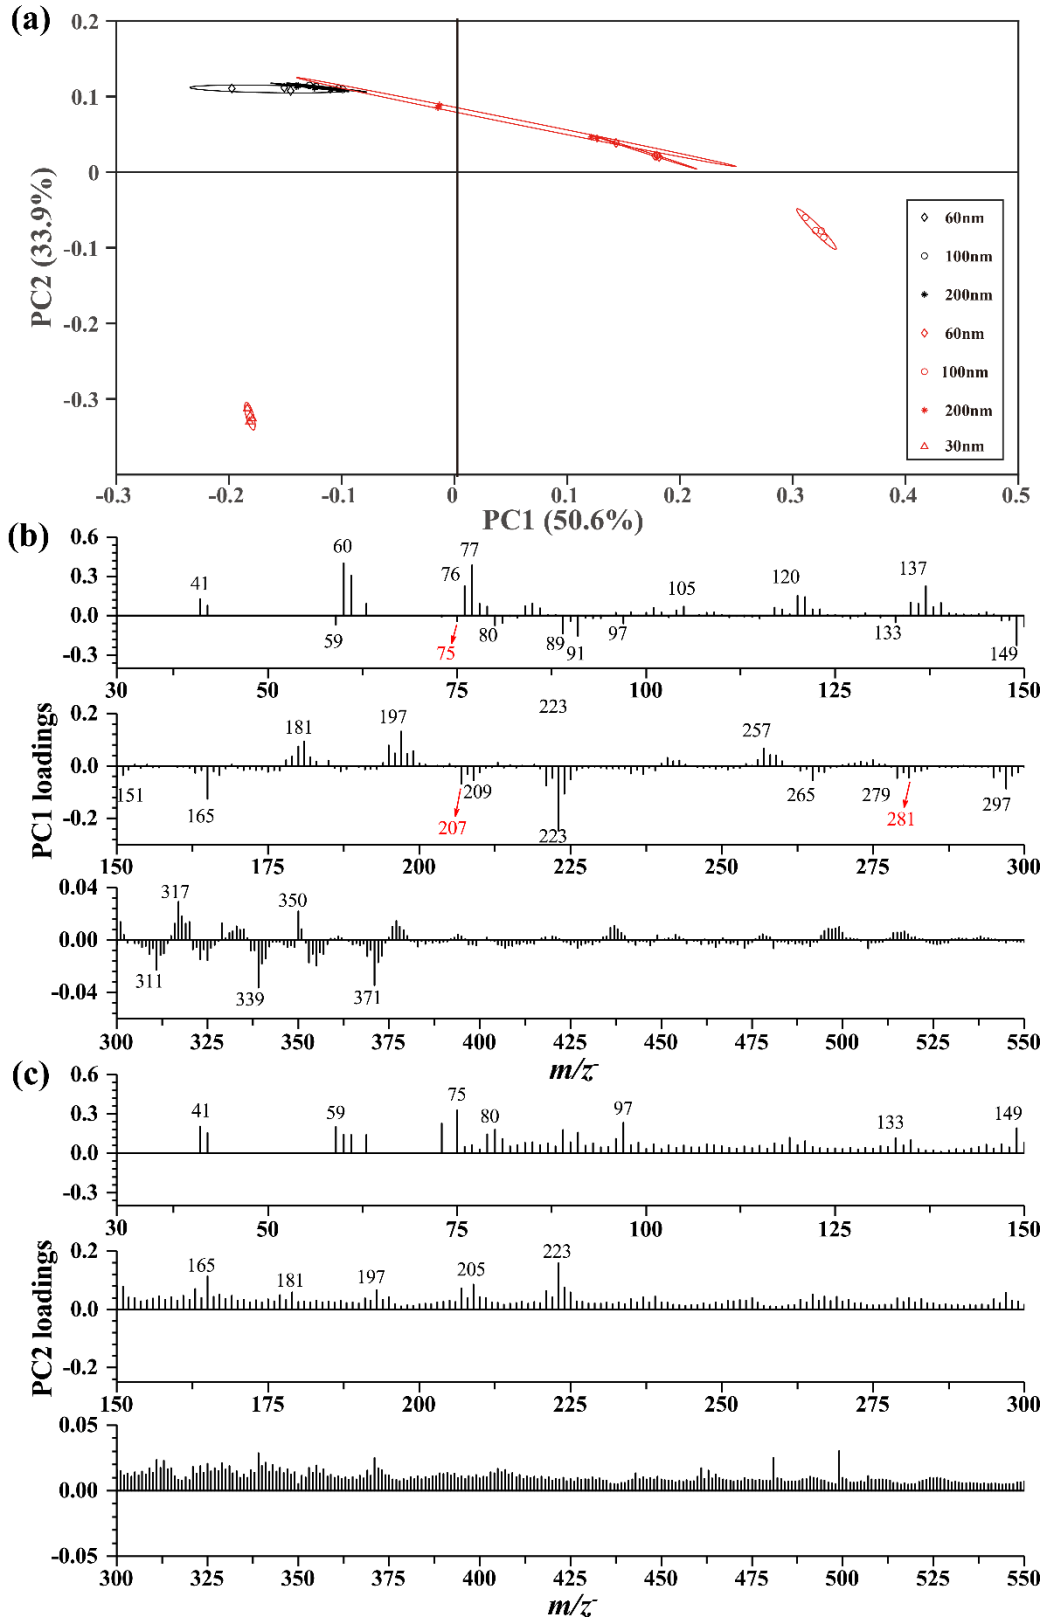 (a)
0.2
0.1
0
-0.1
-0.2
-0.3
PC2 (33.9%)
60nm
100nm
200nm
60nm
100nm
200nm
30nm
-0.3 -0.2 -0.1 0 0.1 0.2 0.3 0.4 0.5
PC1 (50.6%)
(b)
0.6
0.3
0.0
-0.3
41 60 76 77 105 120 137
59 75 80 89 91 97 133 149
30 50 75 100 125 150
PC1 loadings
0.2
0.0
-0.2
223
181 197 257
151 165 207 209 223 265 279 281 297
150 175 200 225 250 275 300
0.04
0.00
-0.04
317 350
311 339 371
300 325 350 375 400 425 450 475 500 525 550
m/z-
(c)
0.6
0.3
0.0
-0.3
41 59 75 80 97 133 149
30 50 75 100 125 150
PC2 loadings
0.2
0.0
-0.2
165 181 197 205 223
150 175 200 225 250 275 300
0.05
0.00
-0.05
300 325 350 375 400 425 450 475 500 525 550
m/z-